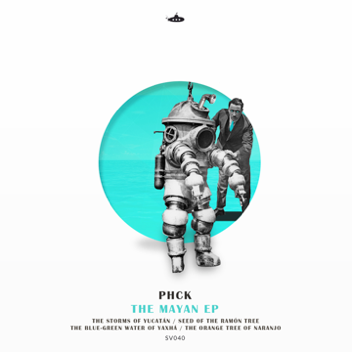 PHCK
THE MAYAN EP
THE STORMS OF YUCATÁN / SEED OF THE RAMÓN TREE
THE BLUE-GREEN WATER OF YAXHÁ / THE ORANGE TREE OF NARANJO
SV040